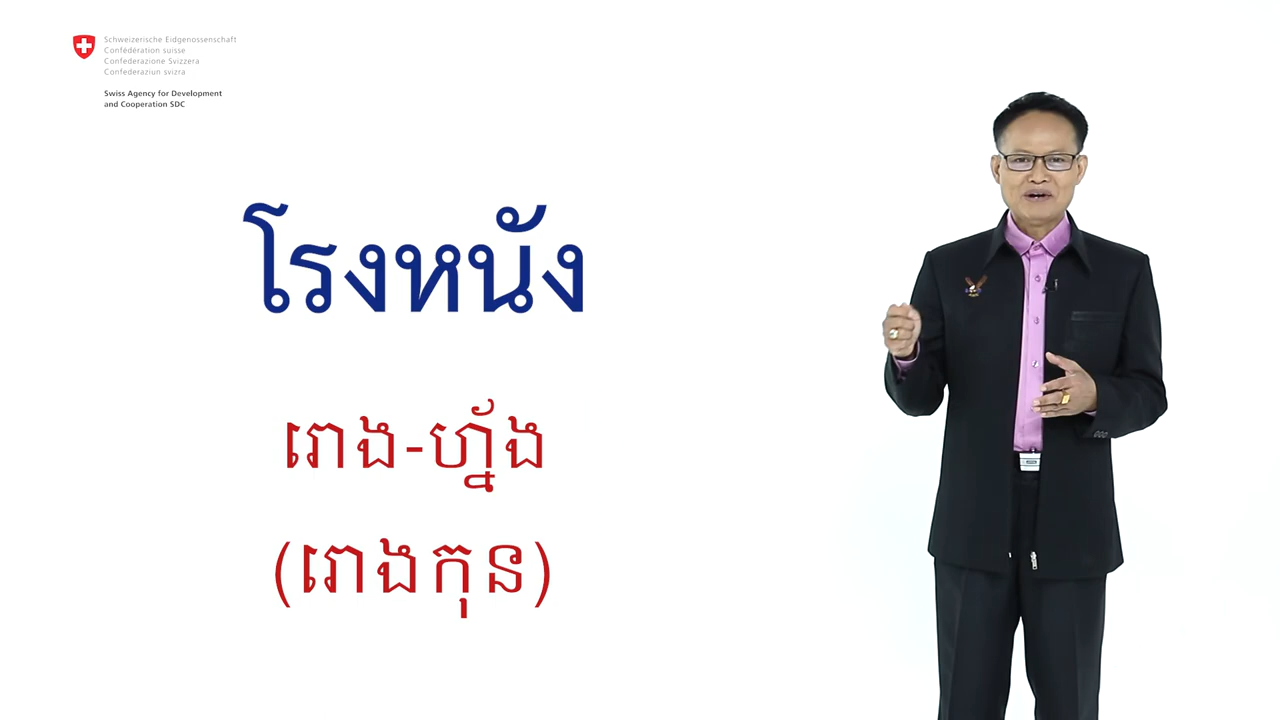 Schweizerische Eidgenossenschaft
Confédération suisse
Confederazione Svizzera
Confederaziun svizra
Swiss Agency for Development
and Cooperation SDC
โรงหนัง
រោង-ហ្ន័ាង
(រោងកុន)